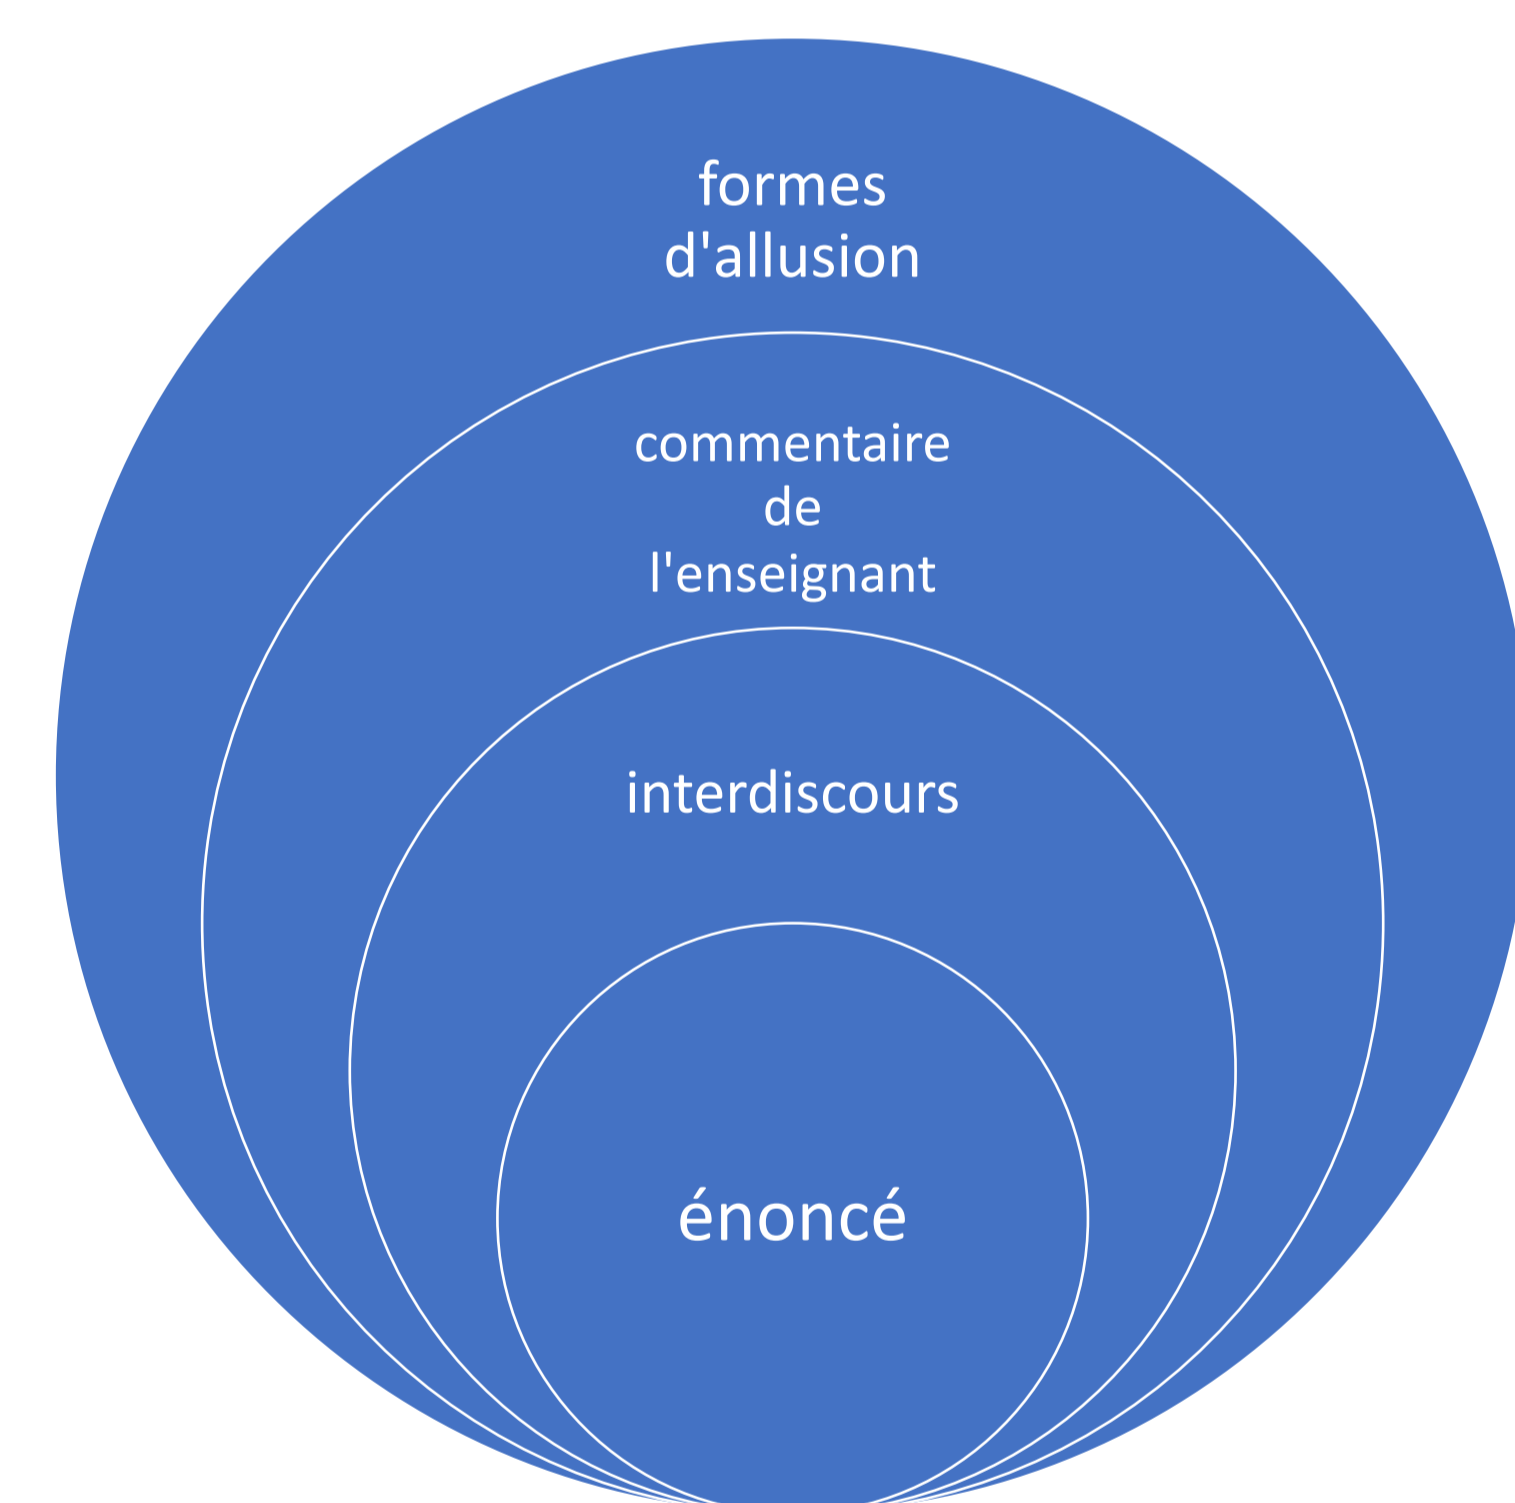 formes
d'allusion
commentaire
de
l'enseignant
interdiscours
énoncé